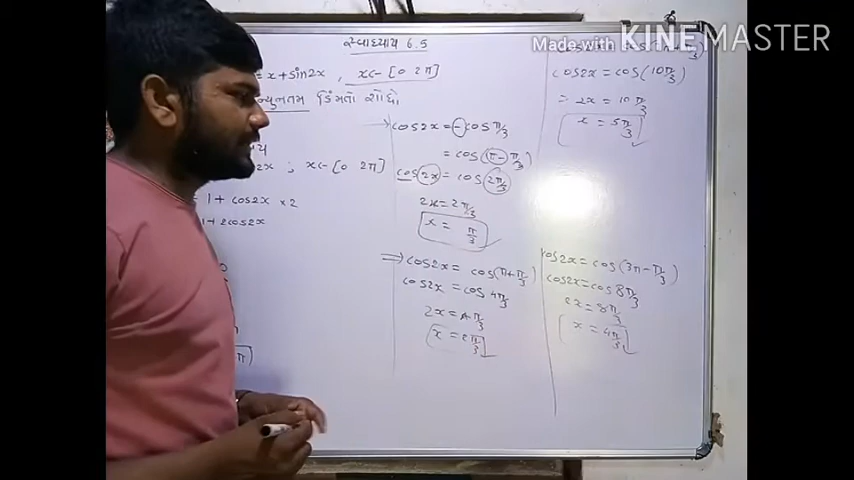 સ્વાધ્યાય 6.5
= x + sin2x , x ∈ [0 2π]
ન્યુનતમ કિંમતો શોધો
; x ∈ [0 2π]
= 1 + cos2x × 2
1 + 2cos2x
π
→ cos2x = - cos π/3
= cos (π - π/3)
cos 2x = cos 2π/3
2x = 2π/3
x = π/3
⇒ cos2x = cos(π + π/3)
cos2x = cos 4π/3
2x = 4π/3
x = 2π/3
cos2x = cos(10π/3)
= 2x = 10π/3
x = 5π/3
cos2x = cos(3π - π/3)
cos2x = cos 8π/3
2x = 8π/3
x = 4π/3
Made with KINEMASTER